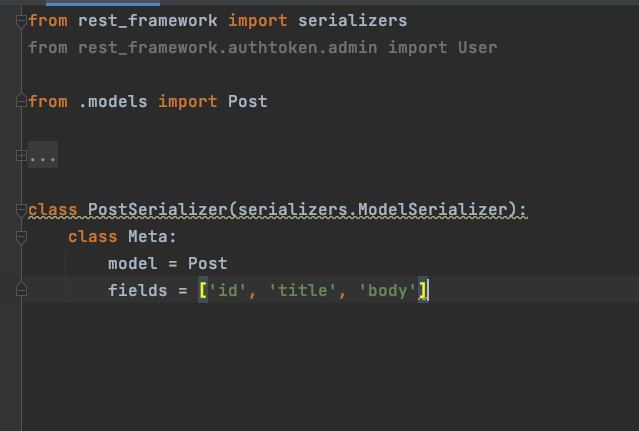 from rest_framework import serializers
from rest_framework.authtoken.admin import User
from .models import Post
...
class PostSerializer(serializers.ModelSerializer):
class Meta:
model = Post
fields = ['id', 'title', 'body']